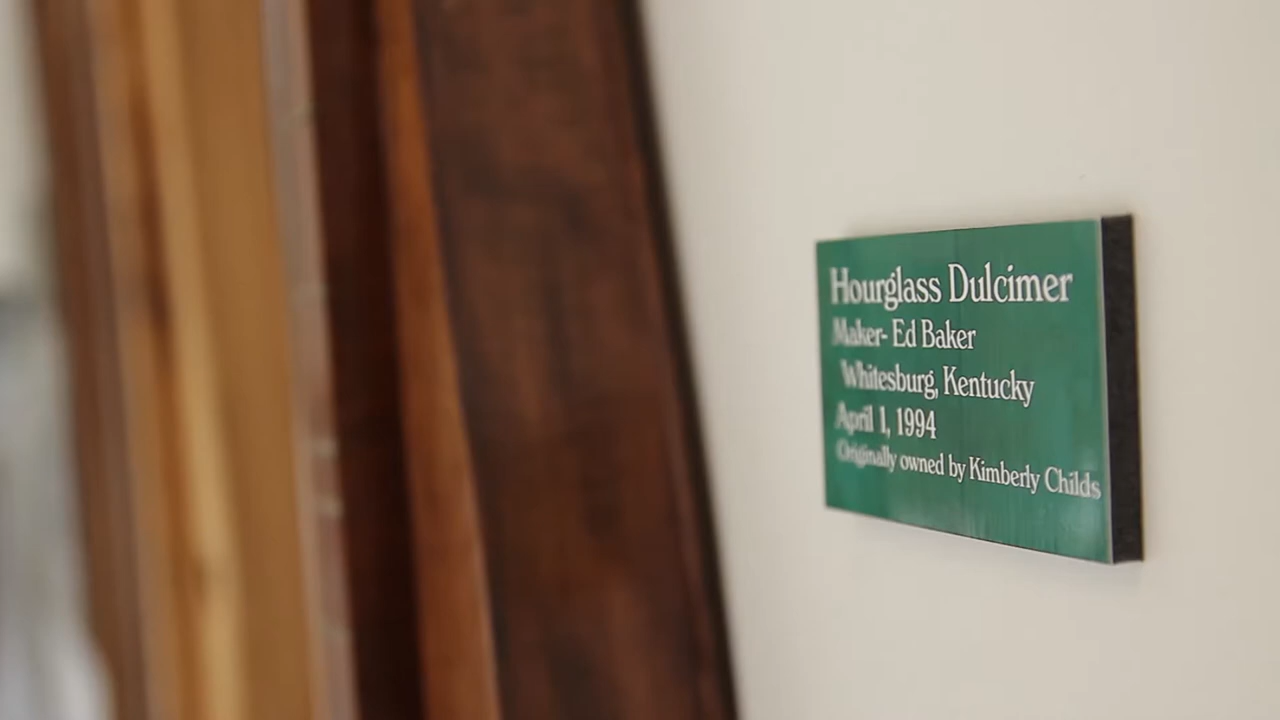 Hourglass Dulcimer
Maker- Ed Baker
Whitesburg, Kentucky
April 1, 1994
Originally owned by Kimberly Childs